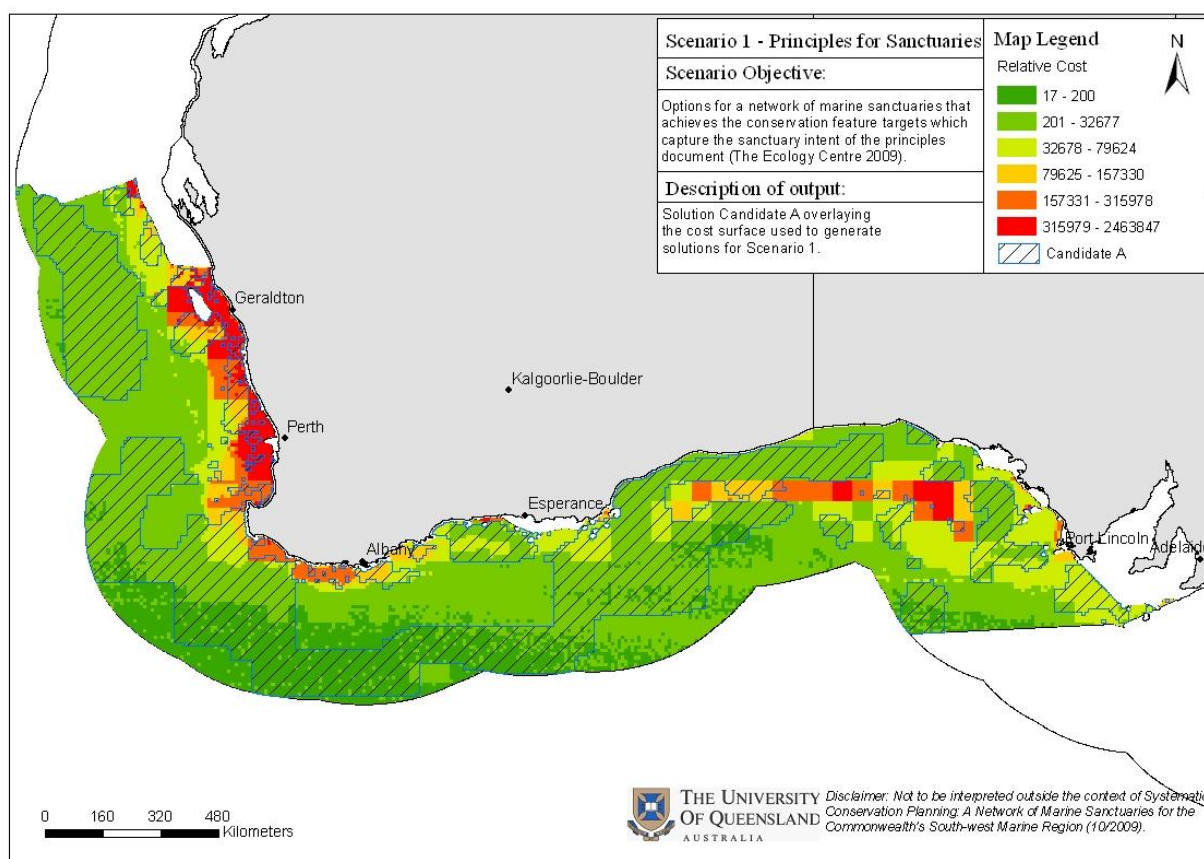 Scenario 1 - Principles for Sanctuaries
Scenario Objective:
Options for a network of marine sanctuaries that
achieves the conservation feature targets which
capture the sanctuary intent of the principles
document (The Ecology Centre 2009).
Description of output:
Solution Candidate A overlaying
the cost surface used to generate
solutions for Scenario 1.
Map Legend
Relative Cost
17 - 200
201 - 32677
32678 - 79624
79625 - 157330
157331 - 315978
315979 - 2463847
Candidate A
N
Geraldton
Kalgoorlie-Boulder
Perth
Esperance
Albany
Port Lincoln
Adelaide
0 160 320 480
Kilometers
THE UNIVERSITY
OF QUEENSLAND
AUSTRALIA
Disclaimer: Not to be interpreted outside the context of Systematic
Conservation Planning: A Network of Marine Sanctuaries for the
Commonwealth's South-west Marine Region (10/2009).